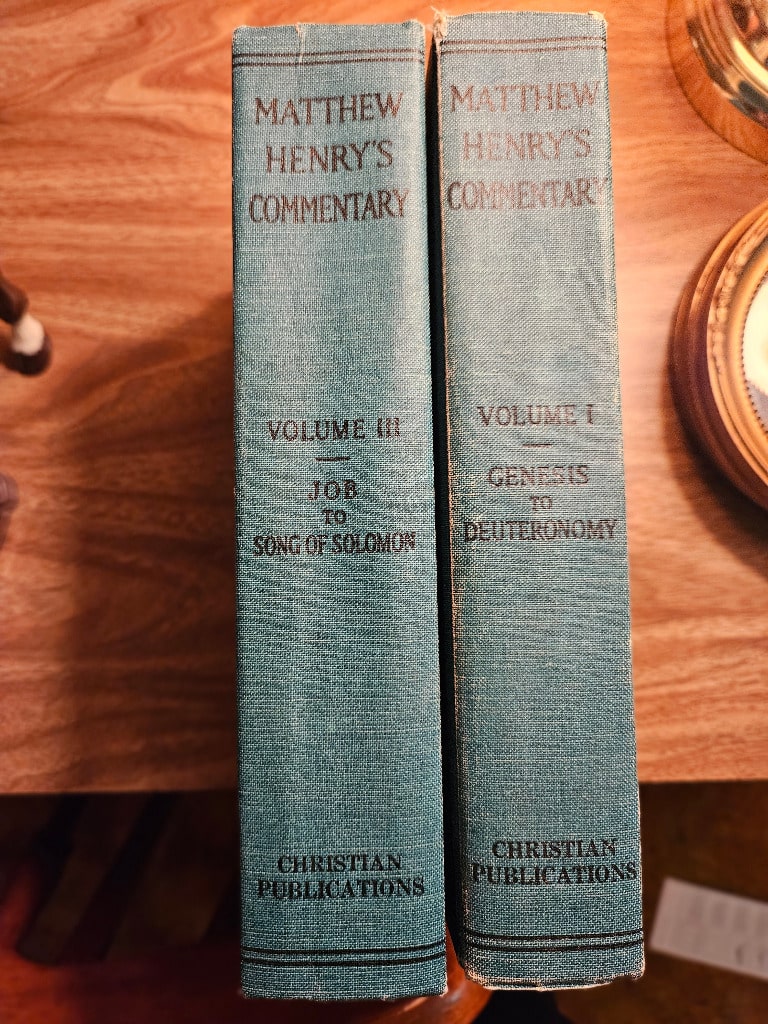 MATTHEW
HENRY'S
COMMENTARY
VOLUME III
JOB
TO
SONG OF SOLOMON
CHRISTIAN
PUBLICATIONS
MATTHEW
HENRY'S
COMMENTARY
VOLUME I
GENESIS
TO
DEUTERONOMY
CHRISTIAN
PUBLICATIONS